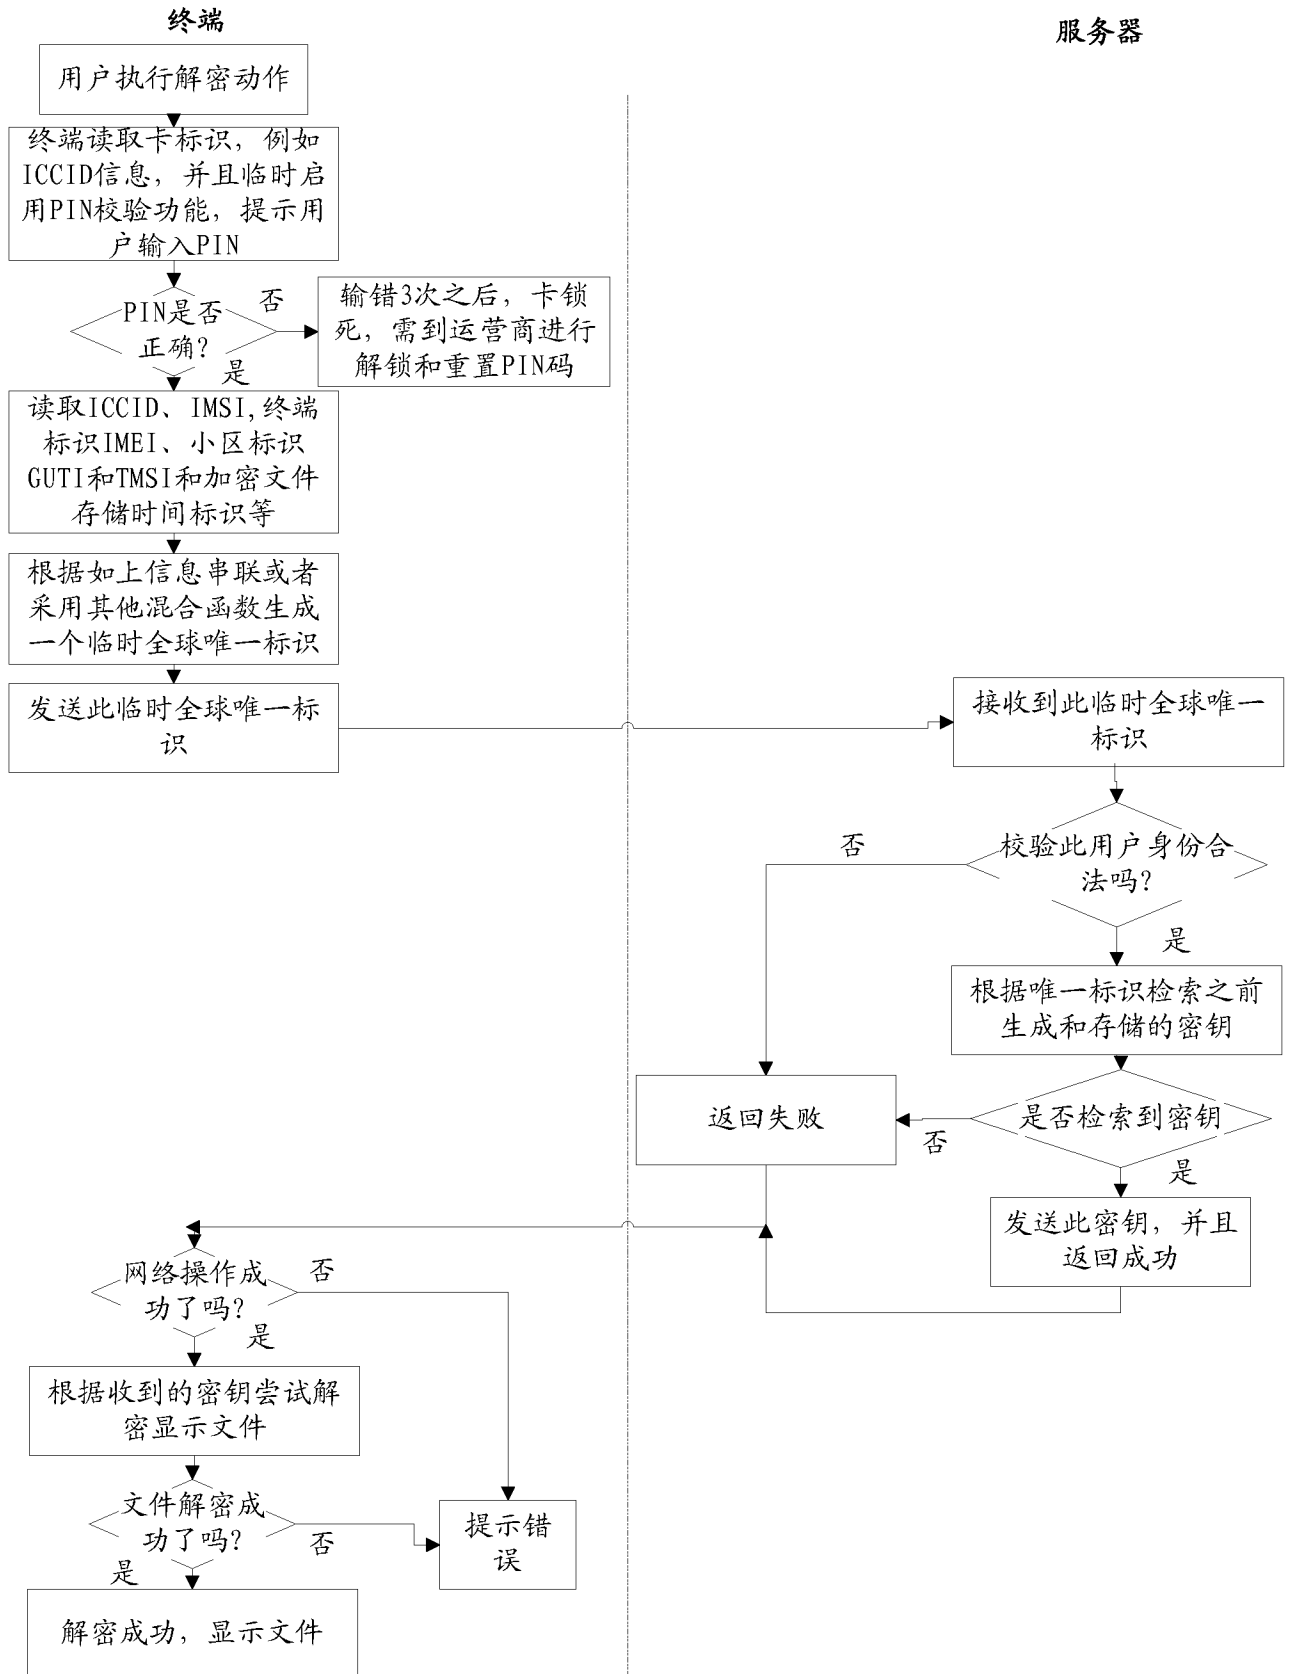 终端
服务器
用户执行解密动作
终端读取卡标识，例如
ICCID信息，并且临时启
用PIN校验功能，提示用
户输入PIN
PIN是否
正确？
否
是
输错3次之后，卡锁
死，需到运营商进行
解锁和重置PIN码
读取ICCID、IMSI,终端
标识IMEI、小区标识
GUTI和TMSI和加密文件
存储时间标识等
根据如上信息串联或者
采用其他混合函数生成
一个临时全球唯一标识
发送此临时全球唯一标
识
接收到此临时全球唯一
标识
校验此用户身份合
法吗？
否
是
根据唯一标识检索之前
生成和存储的密钥
是否检索到密钥
否
是
返回失败
发送此密钥，并且
返回成功
网络操作成
功了吗？
否
是
根据收到的密钥尝试解
密显示文件
文件解密成
功了吗？
否
是
提示错
误
解密成功，显示文件